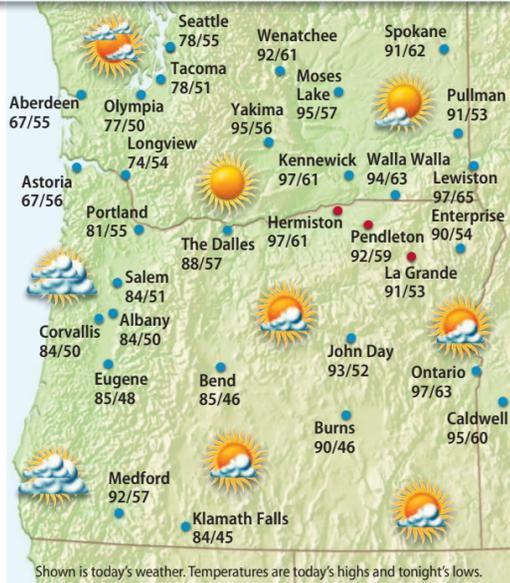 Seattle
78/55
Wenatchee
92/61
Spokane
91/62
Tacoma
78/51
Moses
Lake
95/57
Aberdeen
67/55
Olympia
77/50
Yakima
95/56
Pullman
91/53
Longview
74/54
Kennewick
97/61
Walla Walla
94/63
Lewiston
97/65
Astoria
67/56
Portland
81/55
The Dalles
88/57
Hermiston
97/61
Pendleton
92/59
Enterprise
90/54
La Grande
91/53
Salem
84/51
Albany
84/50
Corvallis
84/50
John Day
93/52
Eugene
85/48
Bend
85/46
Ontario
97/63
Burns
90/46
Caldwell
95/60
Medford
92/57
Klamath Falls
84/45
Shown is today's weather. Temperatures are today's highs and tonight's lows.